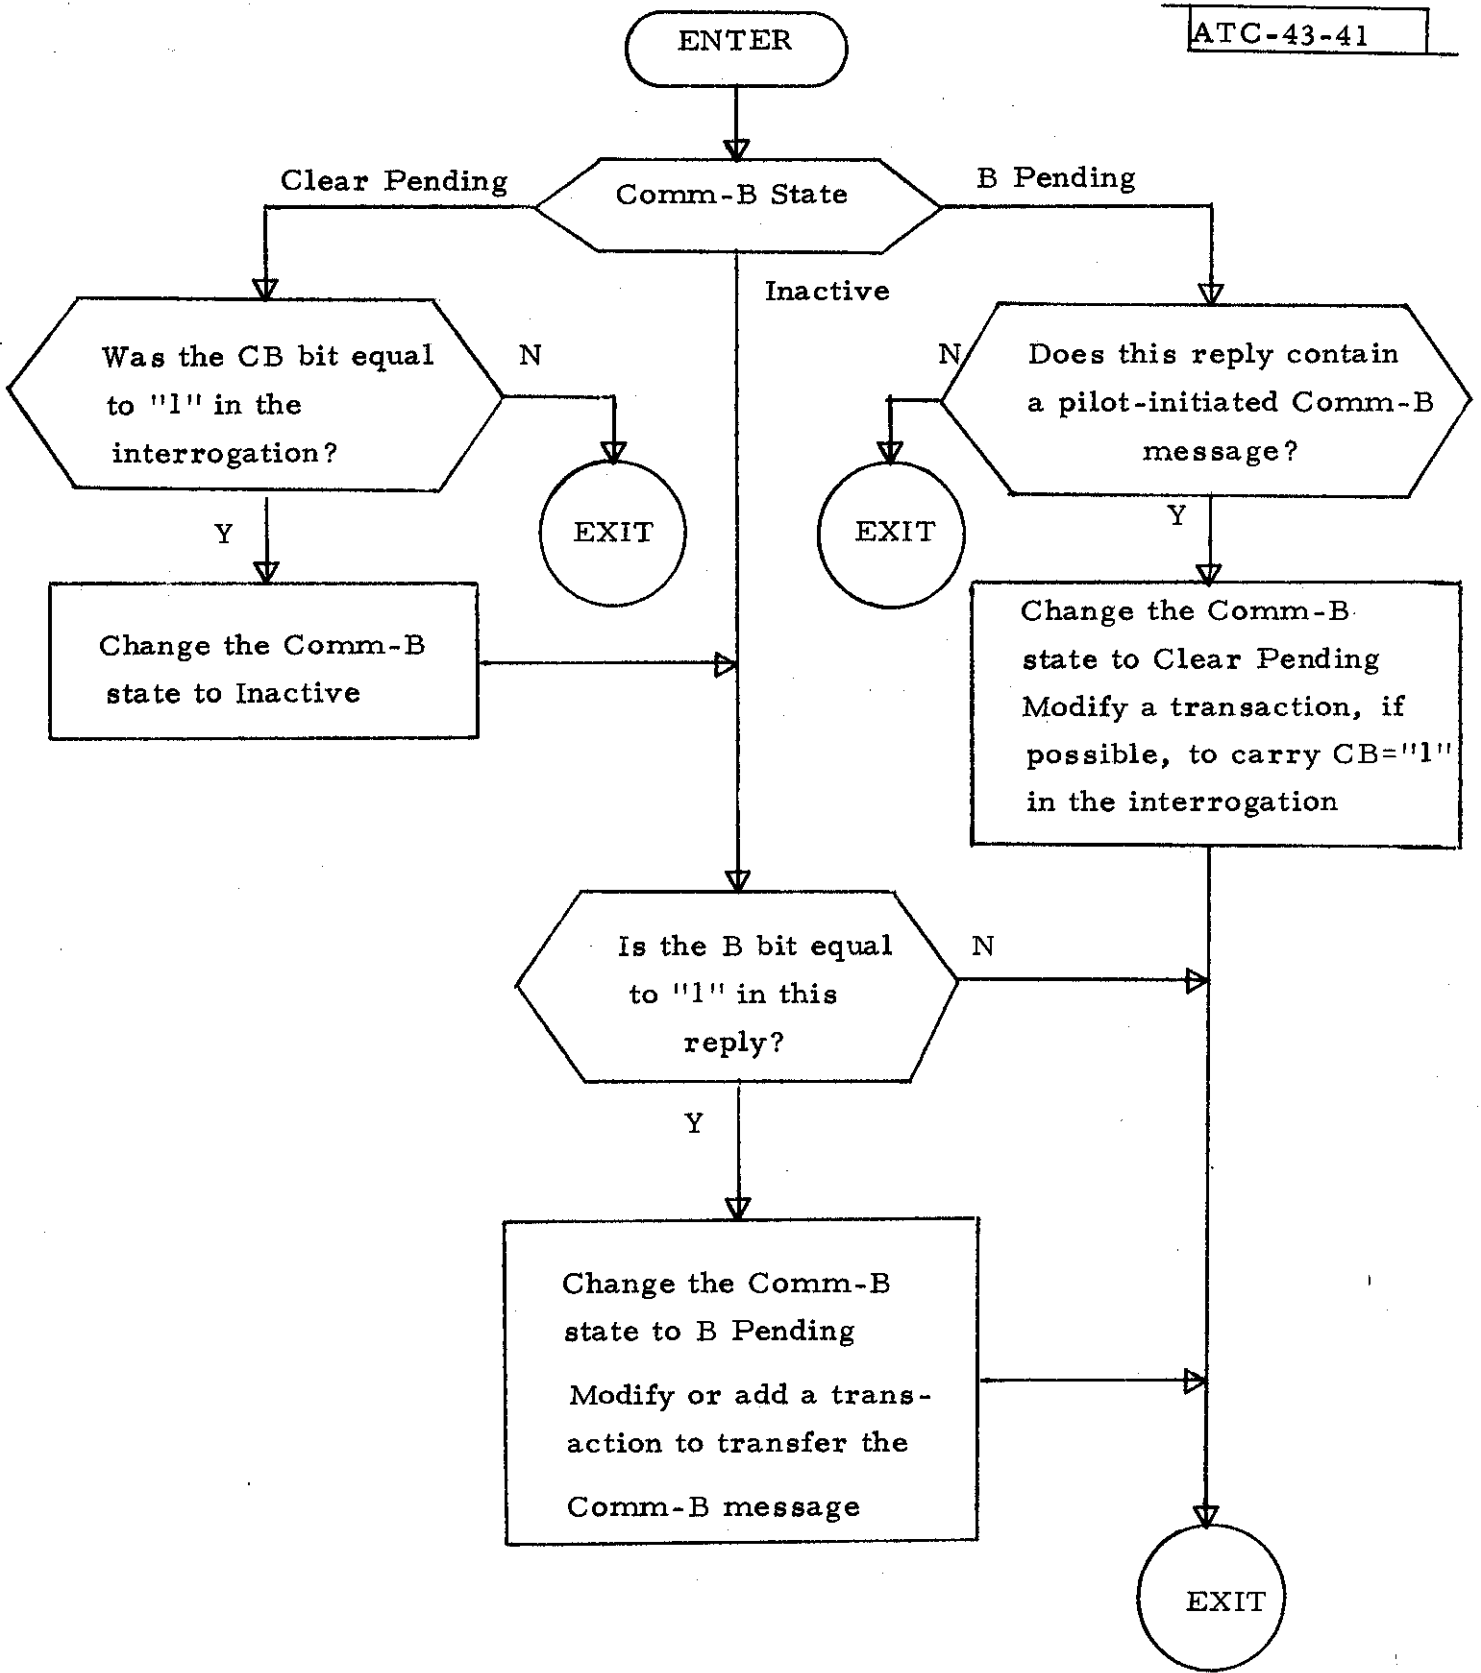 ATC-43-41
ENTER
Comm-B State
Clear Pending
B Pending
Inactive
Was the CB bit equal
to "1" in the
interrogation?
N
Y
EXIT
Does this reply contain
a pilot-initiated Comm-B
message?
N
Y
EXIT
Change the Comm-B
state to Inactive
Change the Comm-B
state to Clear Pending
Modify a transaction, if
possible, to carry CB="1"
in the interrogation
Is the B bit equal
to "1" in this
reply?
N
Y
Change the Comm-B
state to B Pending
Modify or add a trans-
action to transfer the
Comm-B message
EXIT